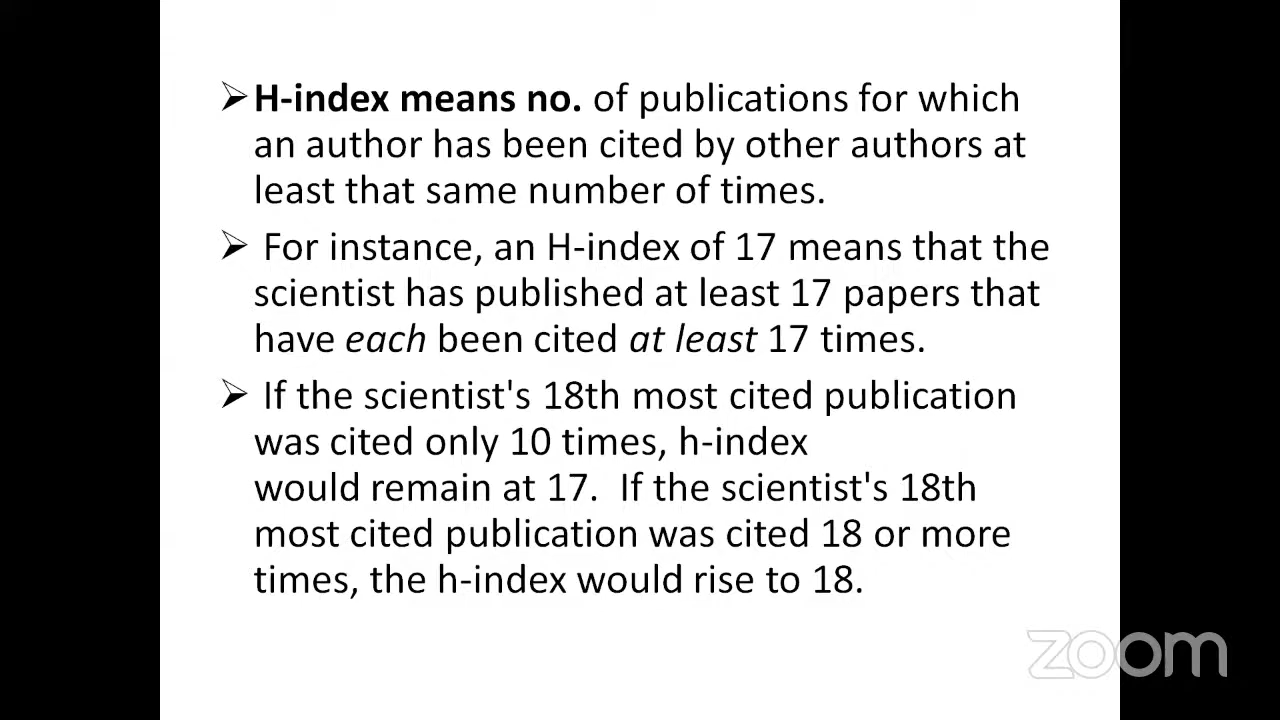 ➢ H-index means no. of publications for which
an author has been cited by other authors at
least that same number of times.
➢ For instance, an H-index of 17 means that the
scientist has published at least 17 papers that
have each been cited at least 17 times.
➢ If the scientist's 18th most cited publication
was cited only 10 times, h-index
would remain at 17. If the scientist's 18th
most cited publication was cited 18 or more
times, the h-index would rise to 18.
zoom